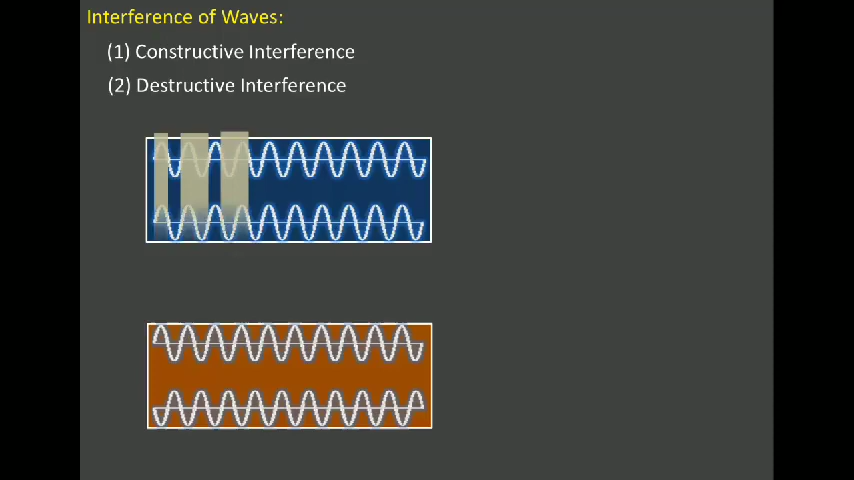 Interference of Waves:
(1) Constructive Interference
(2) Destructive Interference